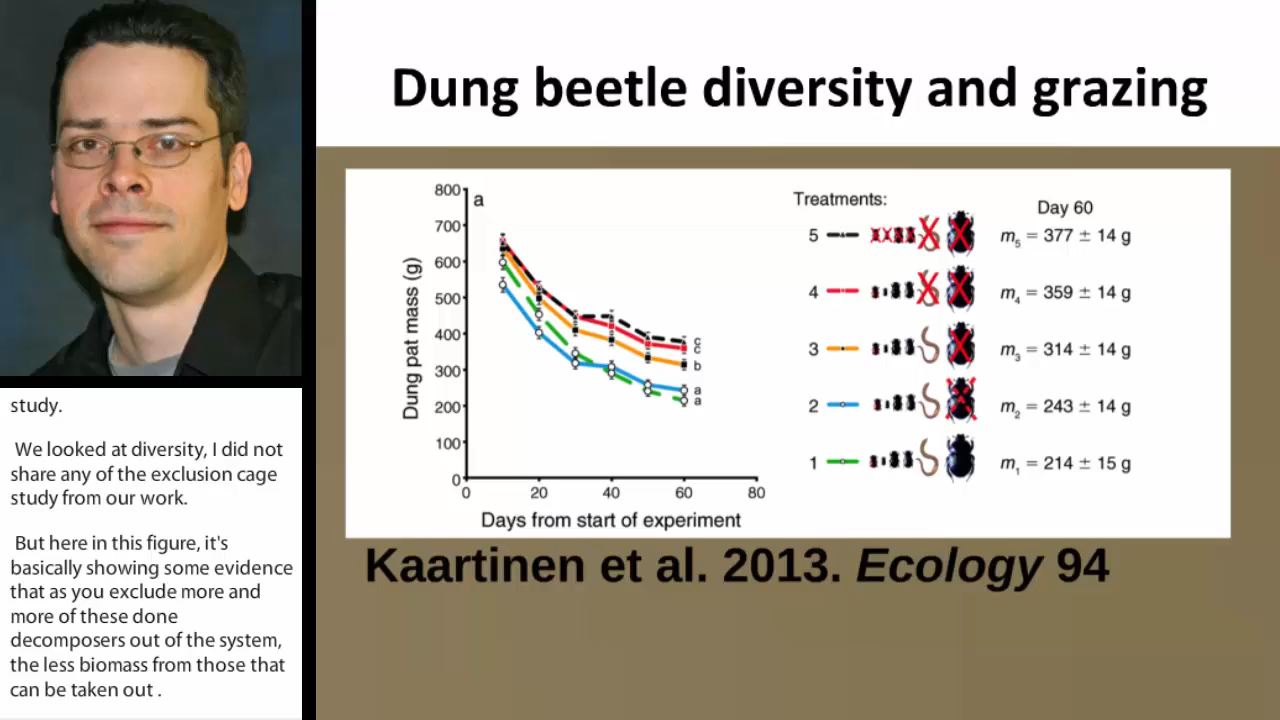 Dung beetle diversity and grazing
800
700
600
500
400
300
200
100
0
a
c
c
b
a
a
0 20 40 60 80
Dung pat mass (g)
Days from start of experiment
Treatments:
Day 60
5 m5 = 377 ± 14 g
4 m4 = 359 ± 14 g
3 m3 = 314 ± 14 g
2 m2 = 243 ± 14 g
1 m1 = 214 ± 15 g
Kaartinen et al. 2013. Ecology 94
study.
We looked at diversity, I did not
share any of the exclusion cage
study from our work.
But here in this figure, it's
basically showing some evidence
that as you exclude more and
more of these done
decomposers out of the system,
the less biomass from those that
can be taken out .